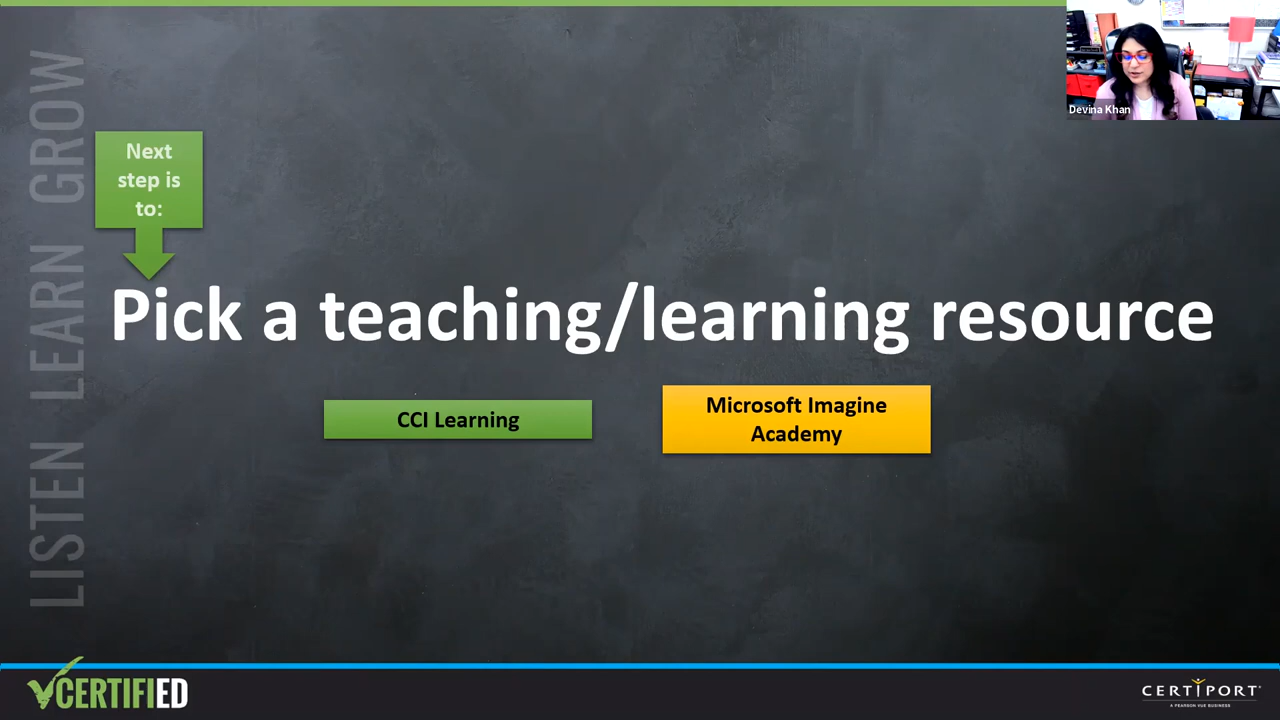 LISTEN LEARN GROW
Next
step is
to:
Devina Khan
Pick a teaching/learning resource
CCI Learning
Microsoft Imagine
Academy
CERTIFIED
CERTIPORT
A PEARSON VUE BUSINESS